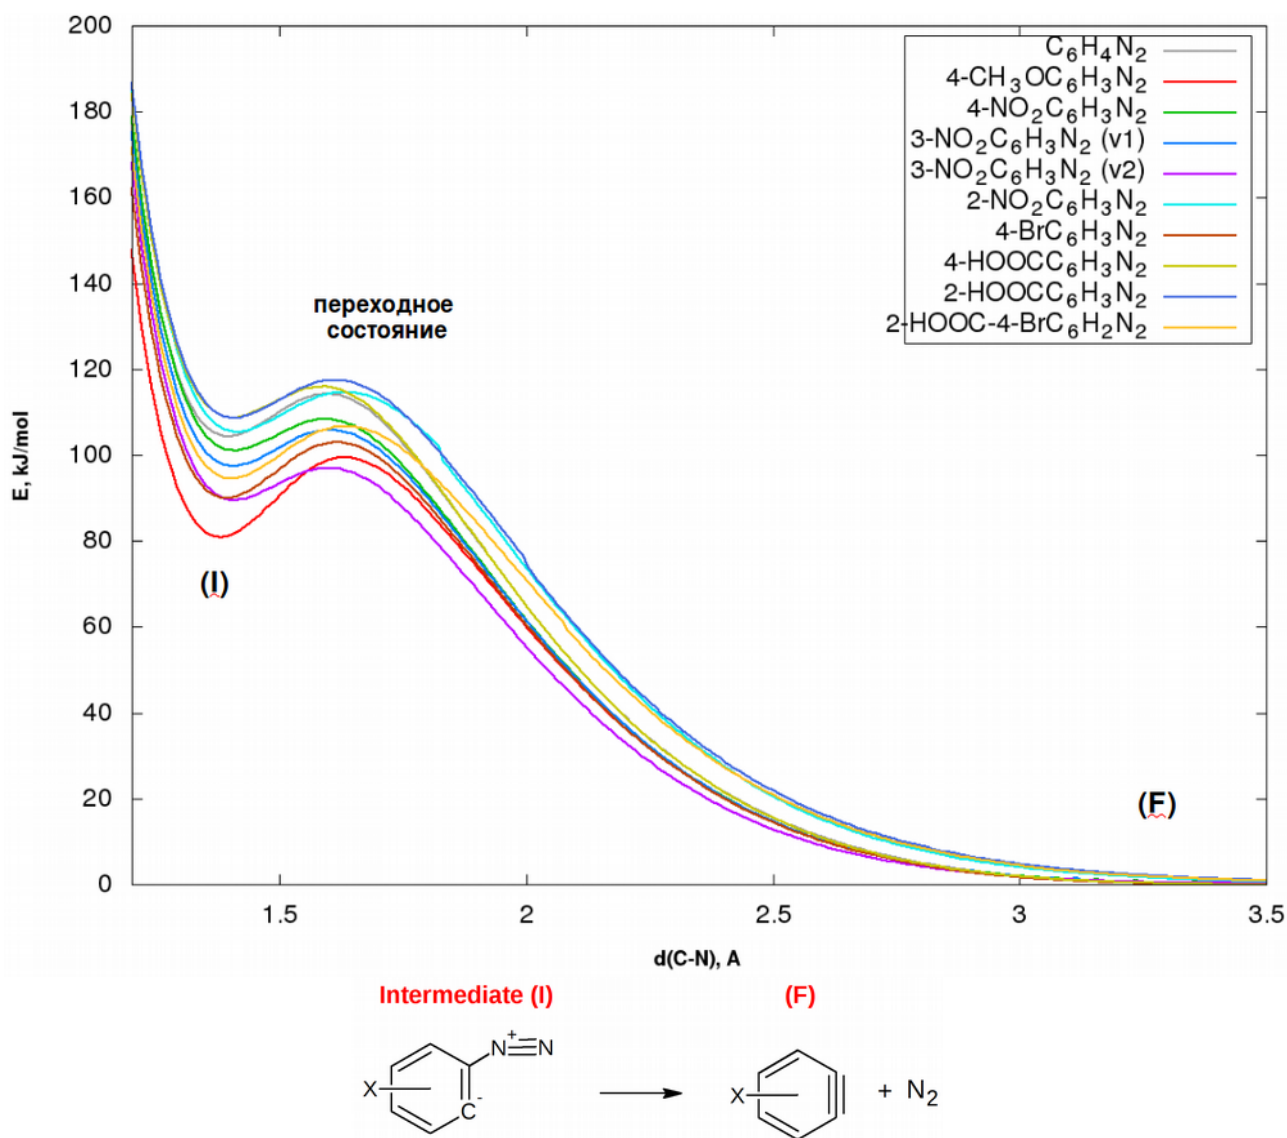 200
180
160
140
120
100
80
60
40
20
0
E, kJ/mol
C6H4N2
4-CH3OC6H3N2
4-NO2C6H3N2
3-NO2C6H3N2 (v1)
3-NO2C6H3N2 (v2)
2-NO2C6H3N2
4-BrC6H3N2
4-HOOCC6H3N2
2-HOOCC6H3N2
2-HOOC-4-BrC6H2N2
переходное
состояние
(I)
(F)
1.5 2 2.5 3 3.5
d(C-N), A
Intermediate (I) (F)
X N+ N C-
X + N2